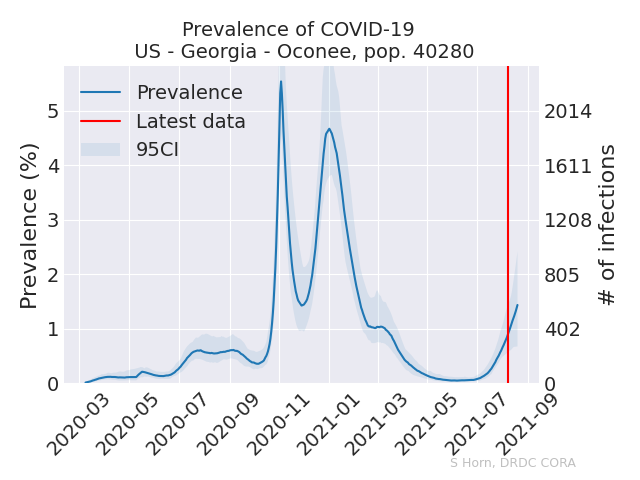 Prevalence of COVID-19
US - Georgia - Oconee, pop. 40280
Prevalence (%)
5
4
3
2
1
0
Prevalence
Latest data
95CI
2014
1611
1208
805
402
0
# of infections
2020-03
2020-05
2020-07
2020-09
2020-11
2021-01
2021-03
2021-05
2021-07
2021-09
S Horn, DRDC CORA